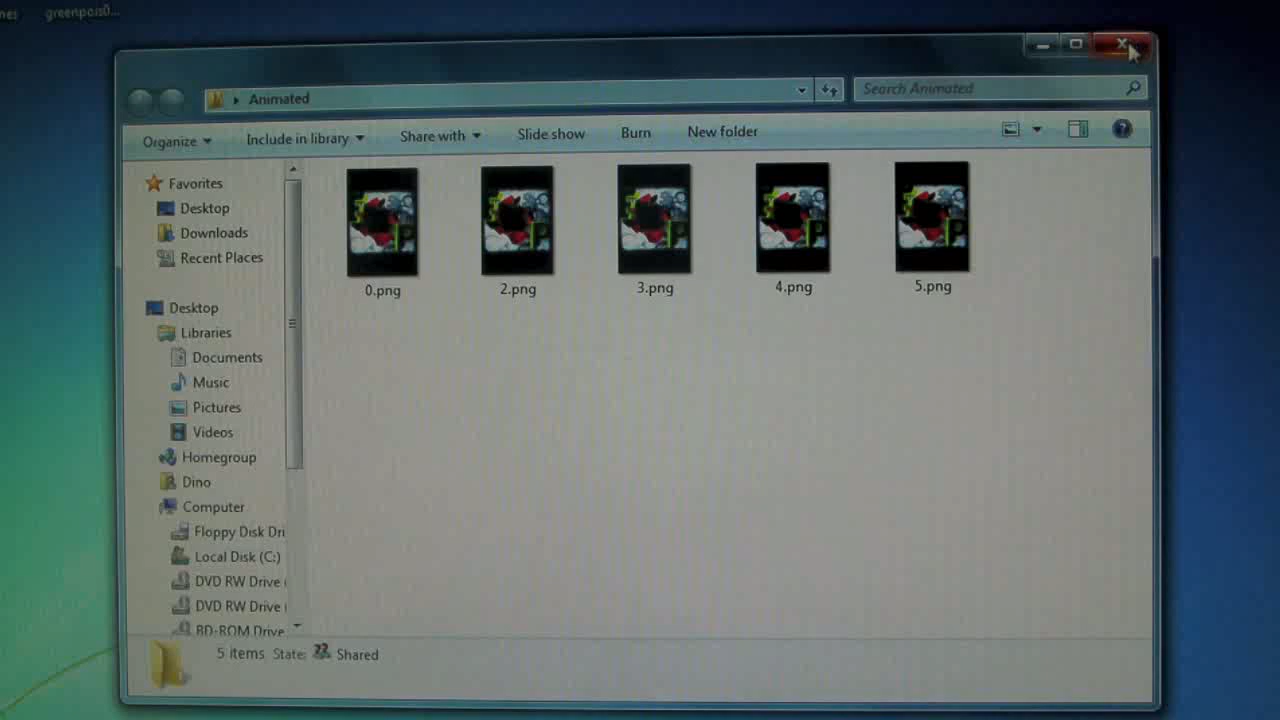 greenpois0...
Animated
Search Animated
Organize
Include in library
Share with
Slide show
Burn
New folder
Favorites
Desktop
Downloads
Recent Places
Desktop
Libraries
Documents
Music
Pictures
Videos
Homegroup
Dino
Computer
Floppy Disk Dri
Local Disk (C:)
DVD RW Drive (
DVD RW Drive (
BD-ROM Drive
0.png
2.png
3.png
4.png
5.png
5 items State: Shared